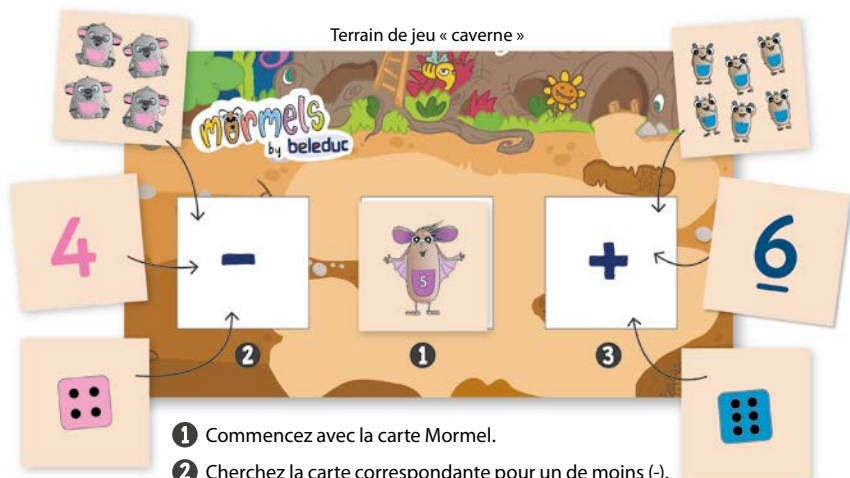 Terrain de jeu « caverne »
mormels
by beleduc
4
-
5
+
6
2
1
3
1 Commencez avec la carte Mormel.
2 Cherchez la carte correspondante pour un de moins (-).